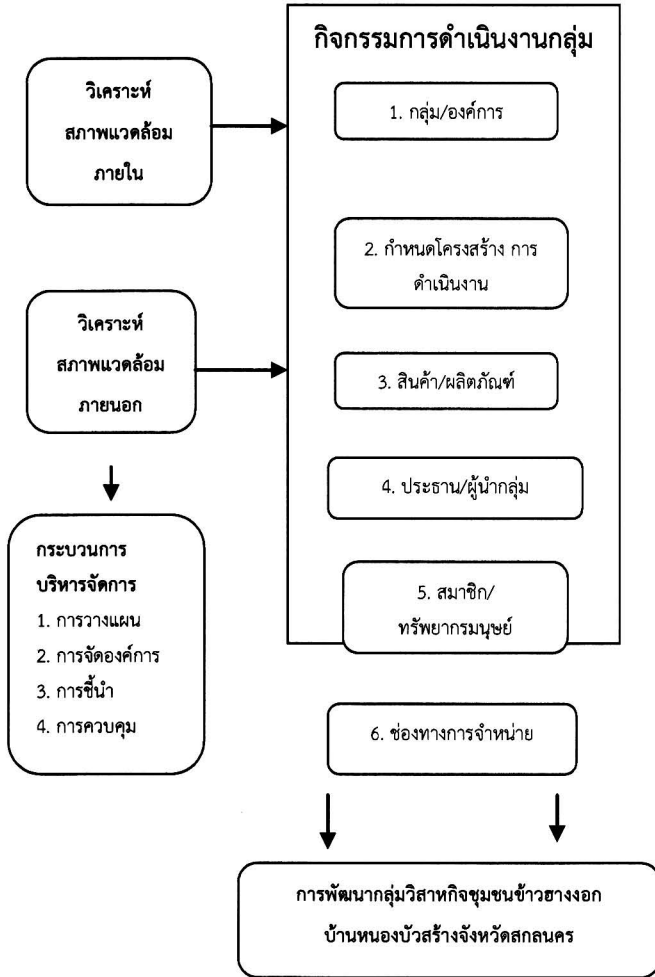 กิจกรรมการดำเนินงานกลุ่ม
วิเคราะห์
สภาพแวดล้อม
ภายใน
1. กลุ่ม/องค์การ
2. กำหนดโครงสร้าง การ
ดำเนินงาน
วิเคราะห์
สภาพแวดล้อม
ภายนอก
3. สินค้า/ผลิตภัณฑ์
4. ประธาน/ผู้นำกลุ่ม
5. สมาชิก/
ทรัพยากรมนุษย์
กระบวนการ
บริหารจัดการ
1. การวางแผน
2. การจัดองค์การ
3. การชี้นำ
4. การควบคุม
6. ช่องทางการจำหน่าย
การพัฒนากลุ่มวิสาหกิจชุมชนข้าวฮางงอก
บ้านหนองบัวสร้างจังหวัดสกลนคร